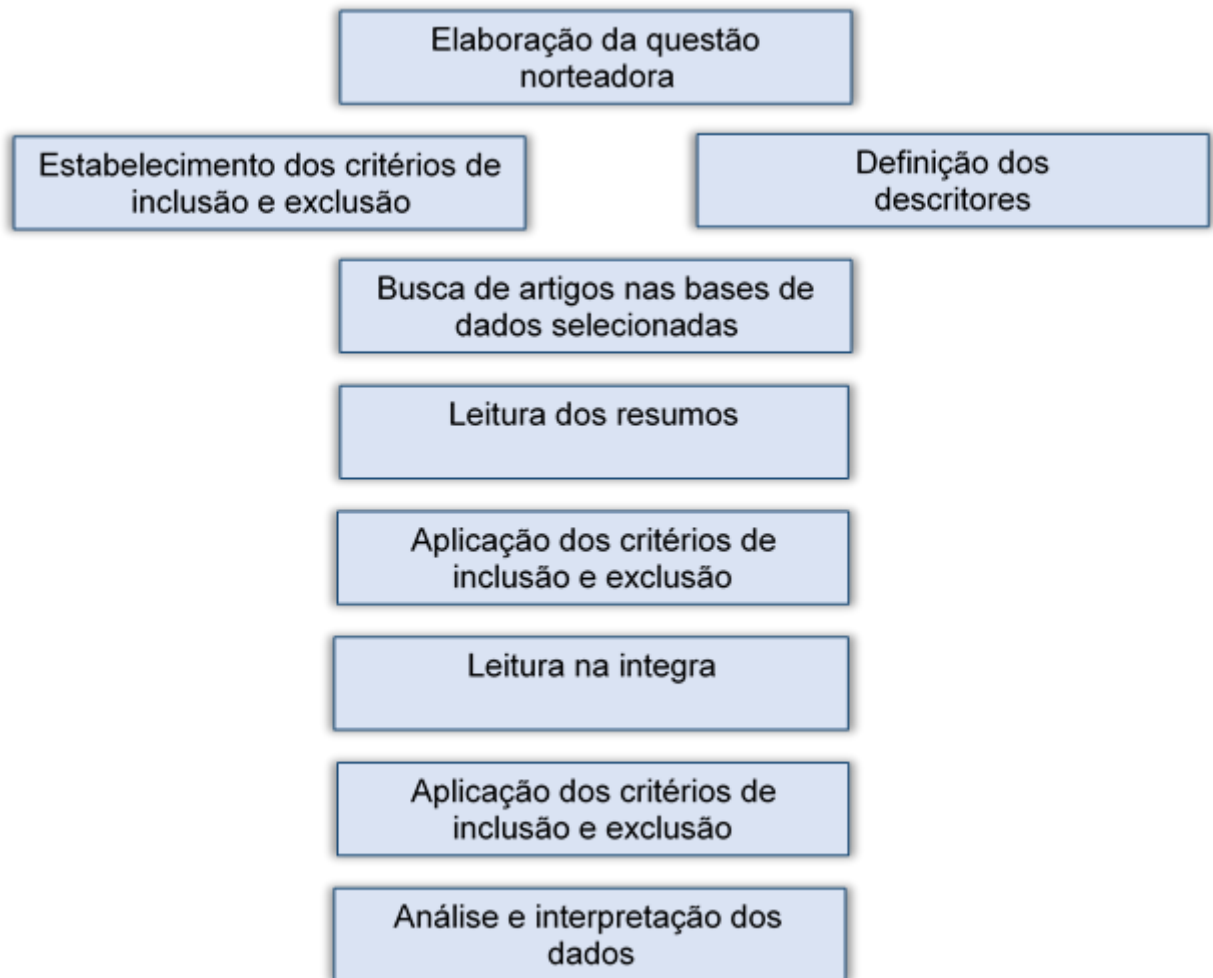 Elaboração da questão
norteadora
Estabelecimento dos critérios de
inclusão e exclusão
Definição dos
descritores
Busca de artigos nas bases de
dados selecionadas
Leitura dos resumos
Aplicação dos critérios de
inclusão e exclusão
Leitura na integra
Aplicação dos critérios de
inclusão e exclusão
Análise e interpretação dos
dados